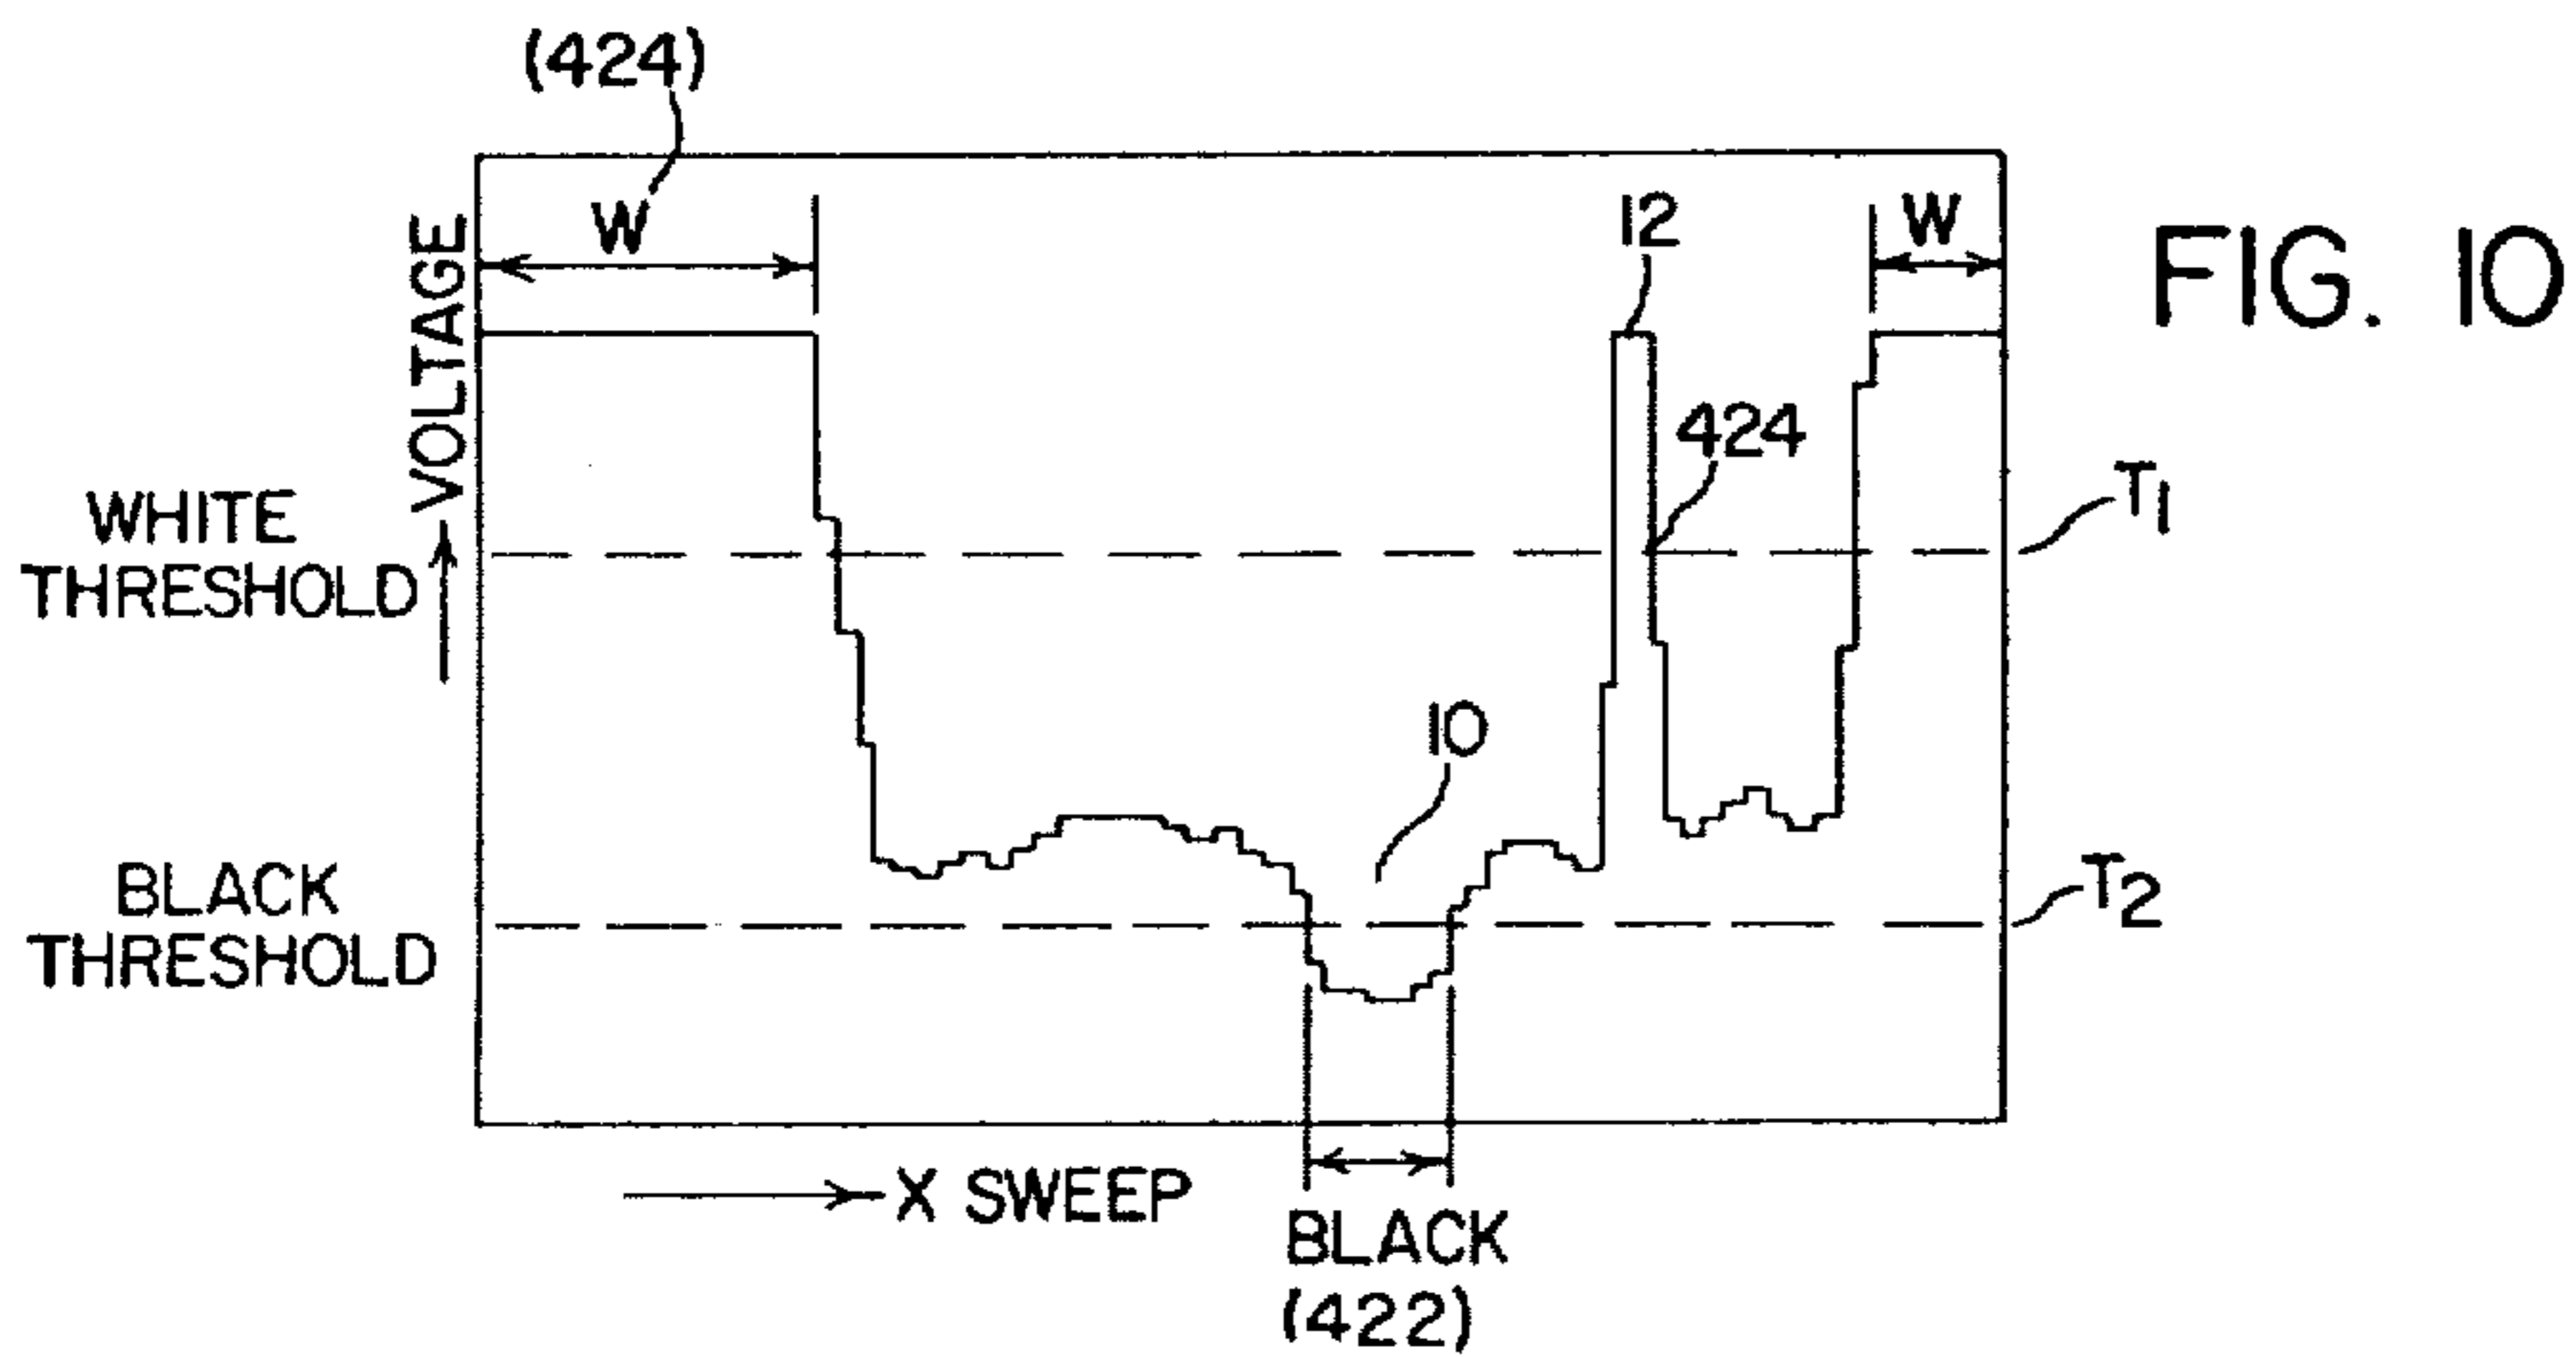 (424)
W
12
W
FIG. 10
VOLTAGE
424
T1
WHITE
THRESHOLD
10
T2
BLACK
THRESHOLD
X SWEEP
BLACK
(422)